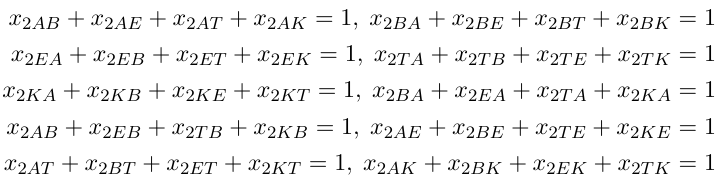 x_{2AB} + x_{2AE} + x_{2AT} + x_{2AK} = 1, x_{2BA} + x_{2BE} + x_{2BT} + x_{2BK} = 1
x_{2EA} + x_{2EB} + x_{2ET} + x_{2EK} = 1, x_{2TA} + x_{2TB} + x_{2TE} + x_{2TK} = 1
x_{2KA} + x_{2KB} + x_{2KE} + x_{2KT} = 1, x_{2BA} + x_{2EA} + x_{2TA} + x_{2KA} = 1
x_{2AB} + x_{2EB} + x_{2TB} + x_{2KB} = 1, x_{2AE} + x_{2BE} + x_{2TE} + x_{2KE} = 1
x_{2AT} + x_{2BT} + x_{2ET} + x_{2KT} = 1, x_{2AK} + x_{2BK} + x_{2EK} + x_{2TK} = 1